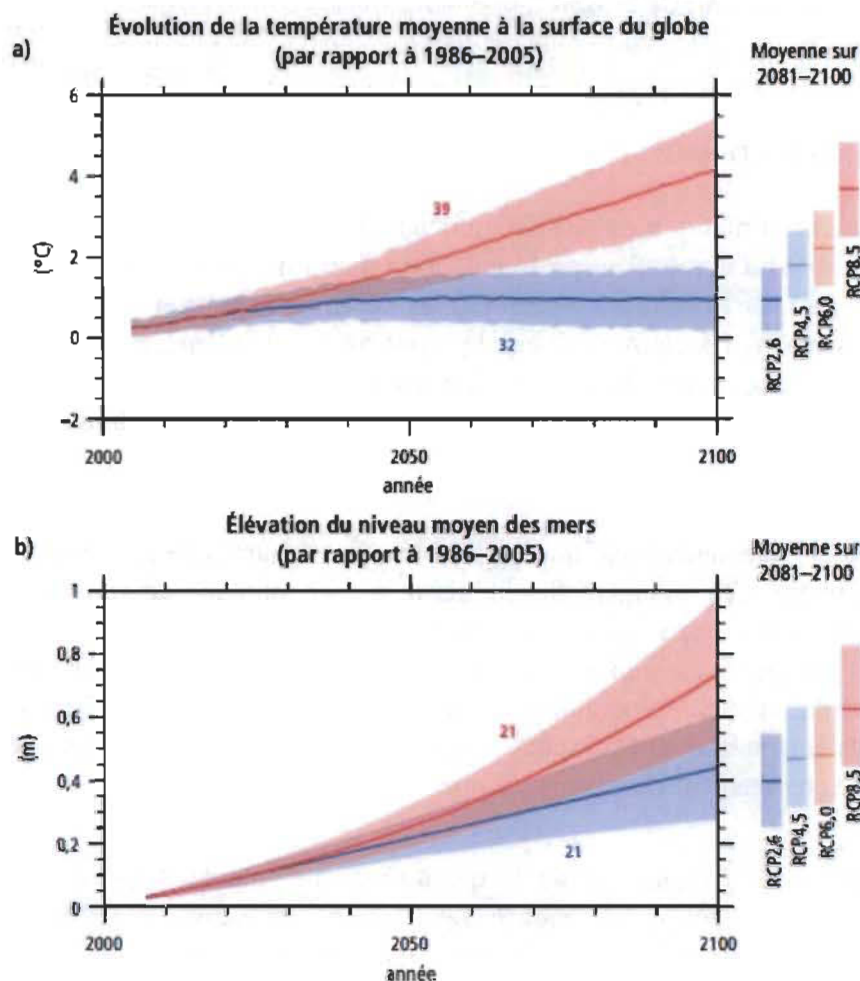 a)
Évolution de la température moyenne à la surface du globe
(par rapport à 1986–2005)
Moyenne sur
2081–2100
6
4
2
0
−2
(°C)
39
32
2000
2050
2100
année
RCP2,6
RCP4,5
RCP6,0
RCP8,5
b)
Élévation du niveau moyen des mers
(par rapport à 1986–2005)
Moyenne sur
2081–2100
1
0,8
0,6
0,4
0,2
0
(m)
21
21
2000
2050
2100
année
RCP2,6
RCP4,5
RCP6,0
RCP8,5